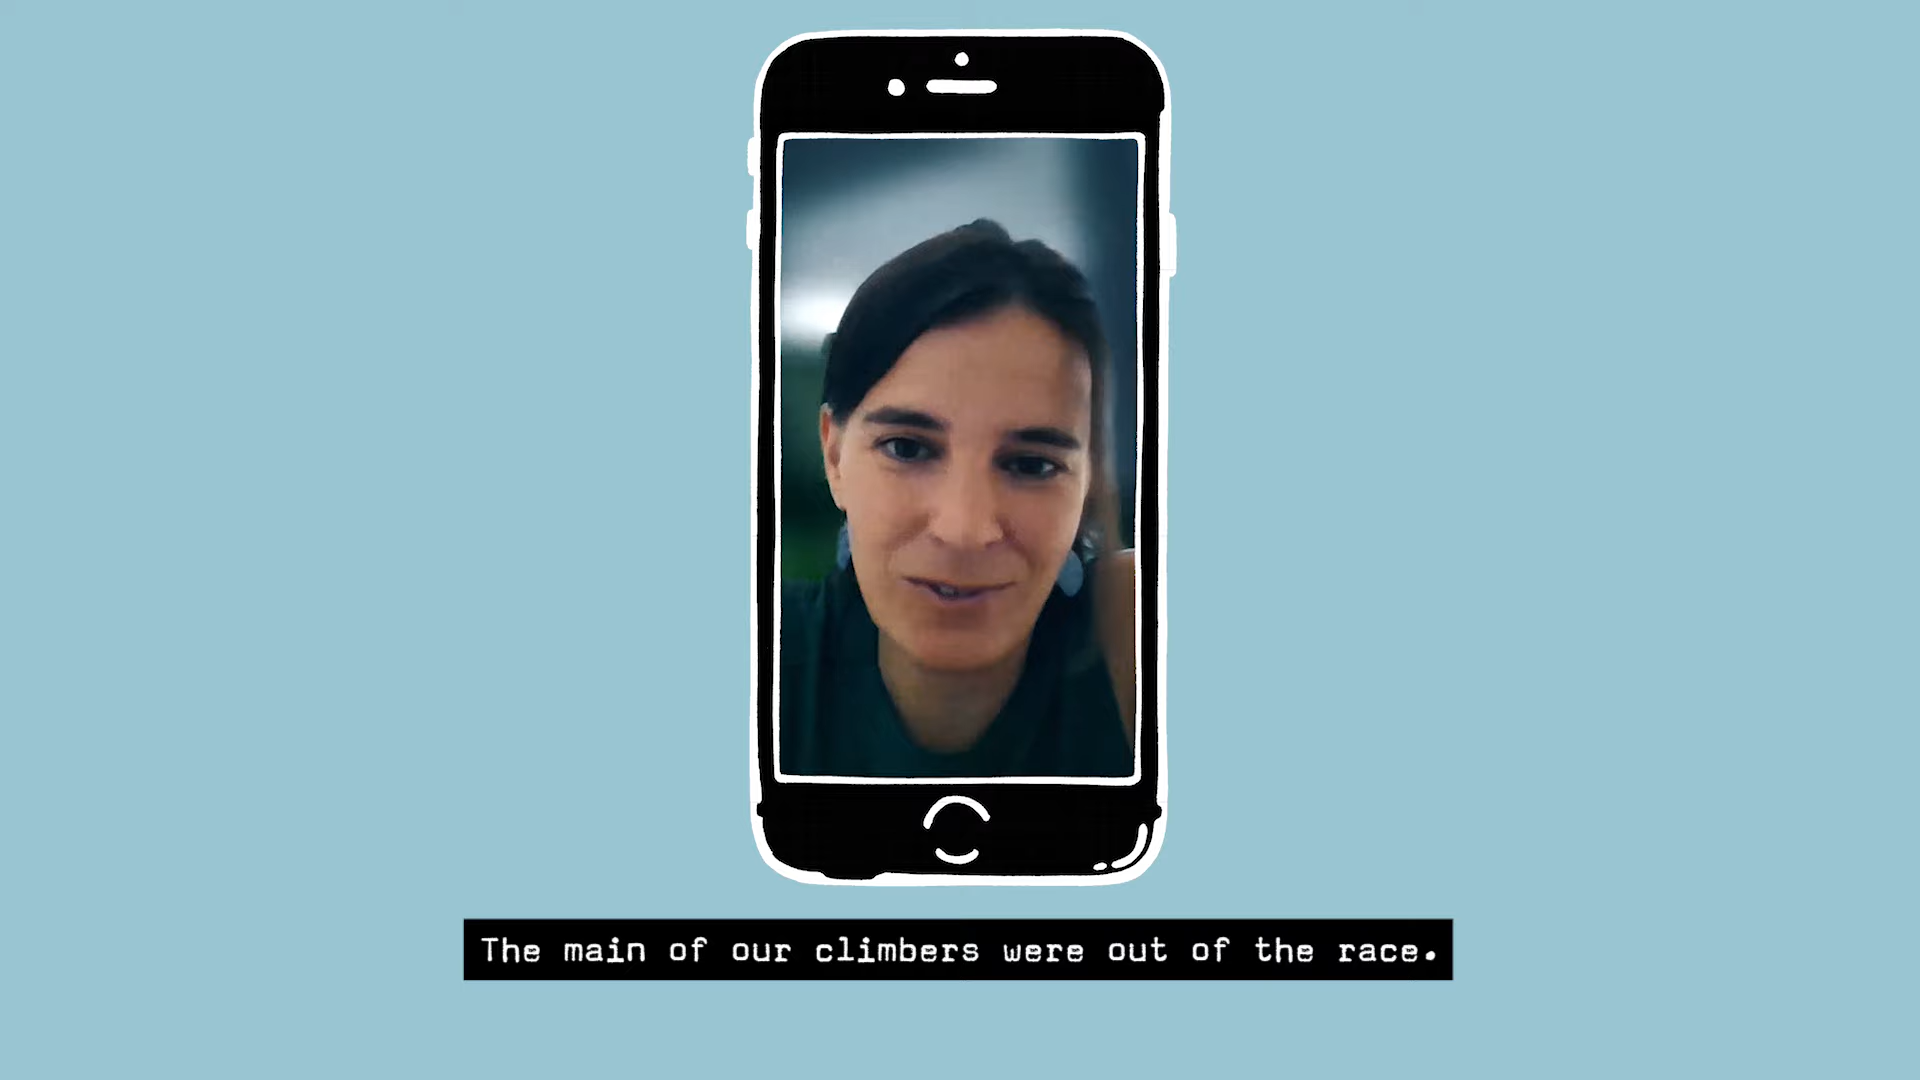 The main of our climbers were out of the race.